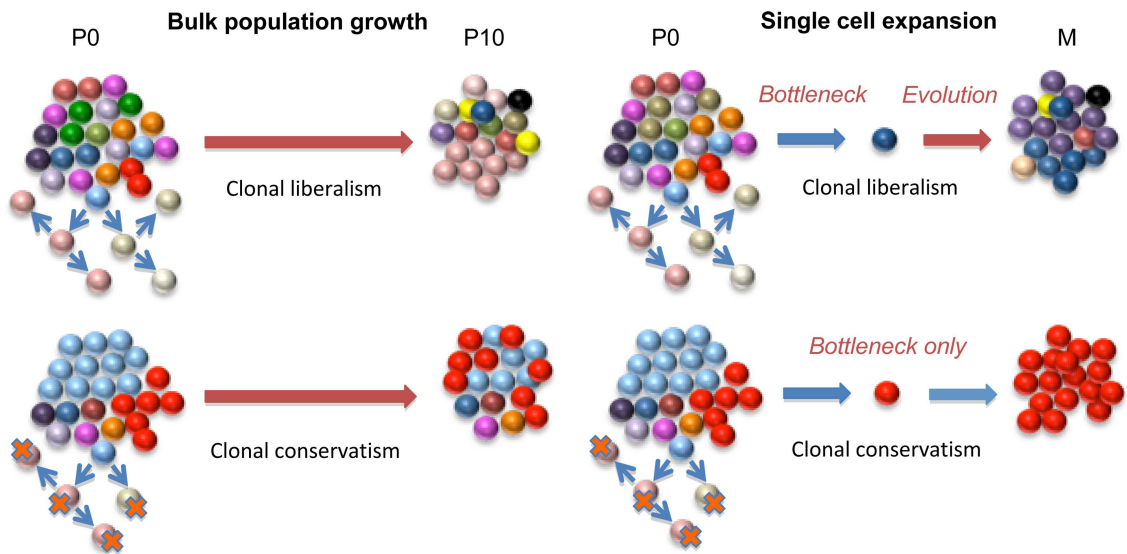 Bulk population growth
Single cell expansion
P0
P10
P0
M
Bottleneck
Evolution
Clonal liberalism
Clonal liberalism
Bottleneck only
Clonal conservatism
Clonal conservatism